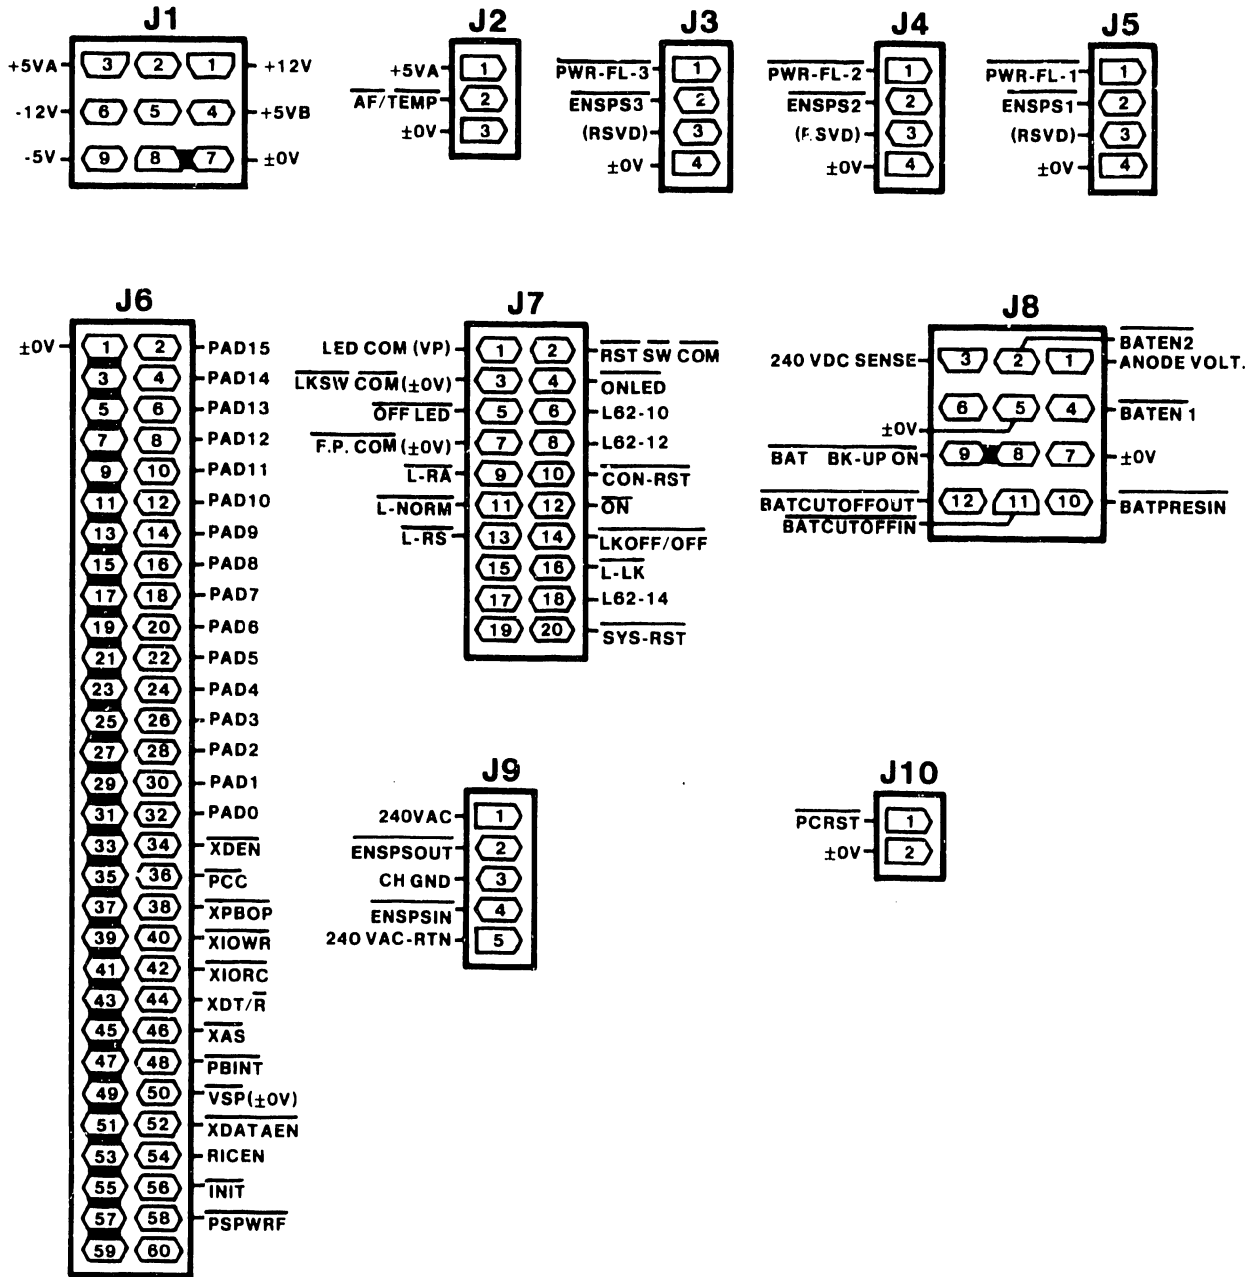 J1
+5VA 3 2 1 +12V
-12V 6 5 4 +5VB
-5V 9 8 7 ±0V
J2
+5VA 1
AF/TEMP 2
±0V 3
J3
PWR-FL-3 1
ENSPS3 2
(RSVD) 3
±0V 4
J4
PWR-FL-2 1
ENSPS2 2
(RSVD) 3
±0V 4
J5
PWR-FL-1 1
ENSPS1 2
(RSVD) 3
±0V 4
J6
±0V 1 2 PAD15
3 4 PAD14
5 6 PAD13
7 8 PAD12
9 10 PAD11
11 12 PAD10
13 14 PAD9
15 16 PAD8
17 18 PAD7
19 20 PAD6
21 22 PAD5
23 24 PAD4
25 26 PAD3
27 28 PAD2
29 30 PAD1
31 32 PAD0
33 34 XDEN
35 36 PCC
37 38 XPBOP
39 40 XIOWR
41 42 XIORC
43 44 XDT/R
45 46 XAS
47 48 PBINT
49 50 VSP(±0V)
51 52 XDATAEN
53 54 RICEN
55 56 INIT
57 58 PSPWRF
59 60
J7
LED COM (VP) 1 2 RST SW COM
LKSW COM(±0V) 3 4 ONLED
OFF LED 5 6 L62-10
F.P. COM (±0V) 7 8 L62-12
L-RA 9 10 CON-RST
L-NORM 11 12 ON
L-RS 13 14 LKOFF/OFF
15 16 L-LK
17 18 L62-14
19 20 SYS-RST
J8
BATEN2
240 VDC SENSE 3 2 1 ANODE VOLT.
6 5 4 BATEN 1
±0V
BAT BK-UP ON 9 8 7 ±0V
BATCUTOFFOUT 12 11 10 BATPRESIN
BATCUTOFFIN
J9
240VAC 1
ENSPSOUT 2
CH GND 3
ENSPSIN 4
240 VAC-RTN 5
J10
PCRST 1
±0V 2